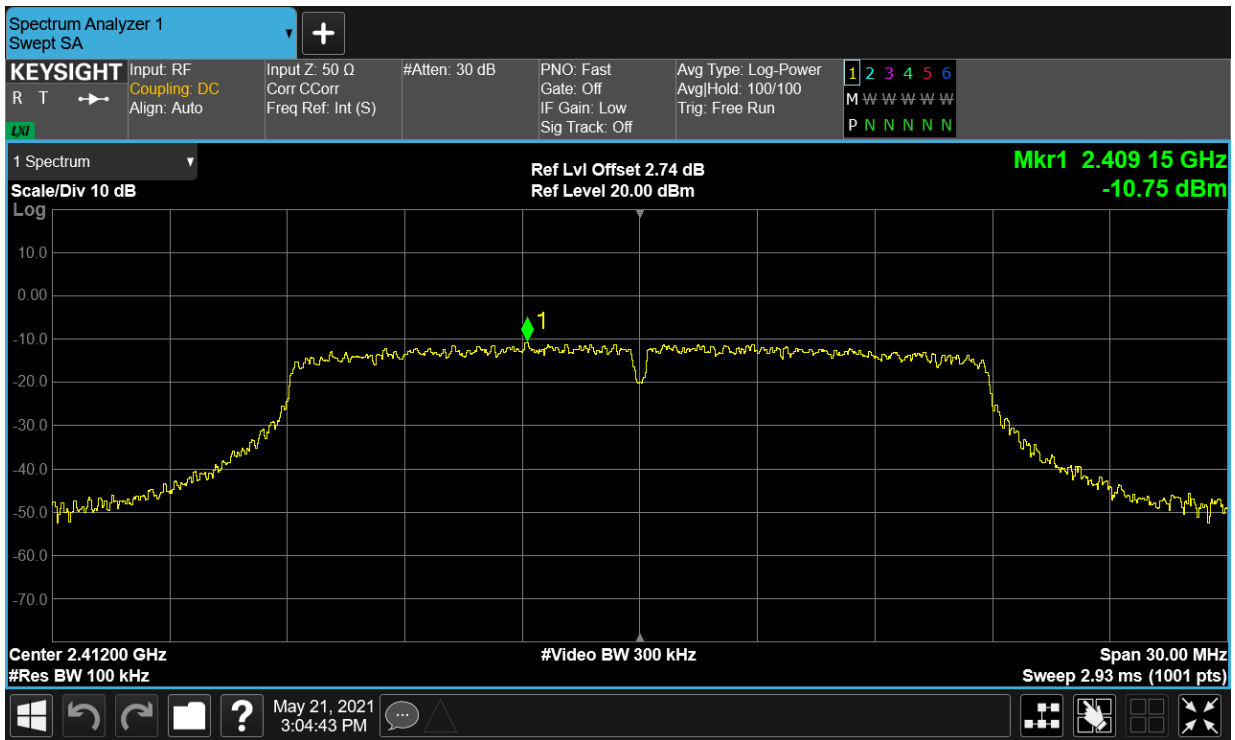 Spectrum Analyzer 1
Swept SA
KEYSIGHT
R T
LXI
Input: RF
Coupling: DC
Align: Auto
Input Z: 50 Ω
Corr CCorr
Freq Ref: Int (S)
#Atten: 30 dB
PNO: Fast
Gate: Off
IF Gain: Low
Sig Track: Off
Avg Type: Log-Power
Avg|Hold: 100/100
Trig: Free Run
1 2 3 4 5 6
M W W W W W
P N N N N N
1 Spectrum
Scale/Div 10 dB
Log
Ref Lvl Offset 2.74 dB
Ref Level 20.00 dBm
Mkr1 2.409 15 GHz
-10.75 dBm
10.0
0.00
1
-10.0
-20.0
-30.0
-40.0
-50.0
-60.0
-70.0
Center 2.41200 GHz
#Res BW 100 kHz
#Video BW 300 kHz
Span 30.00 MHz
Sweep 2.93 ms (1001 pts)
?
May 21, 2021
3:04:43 PM